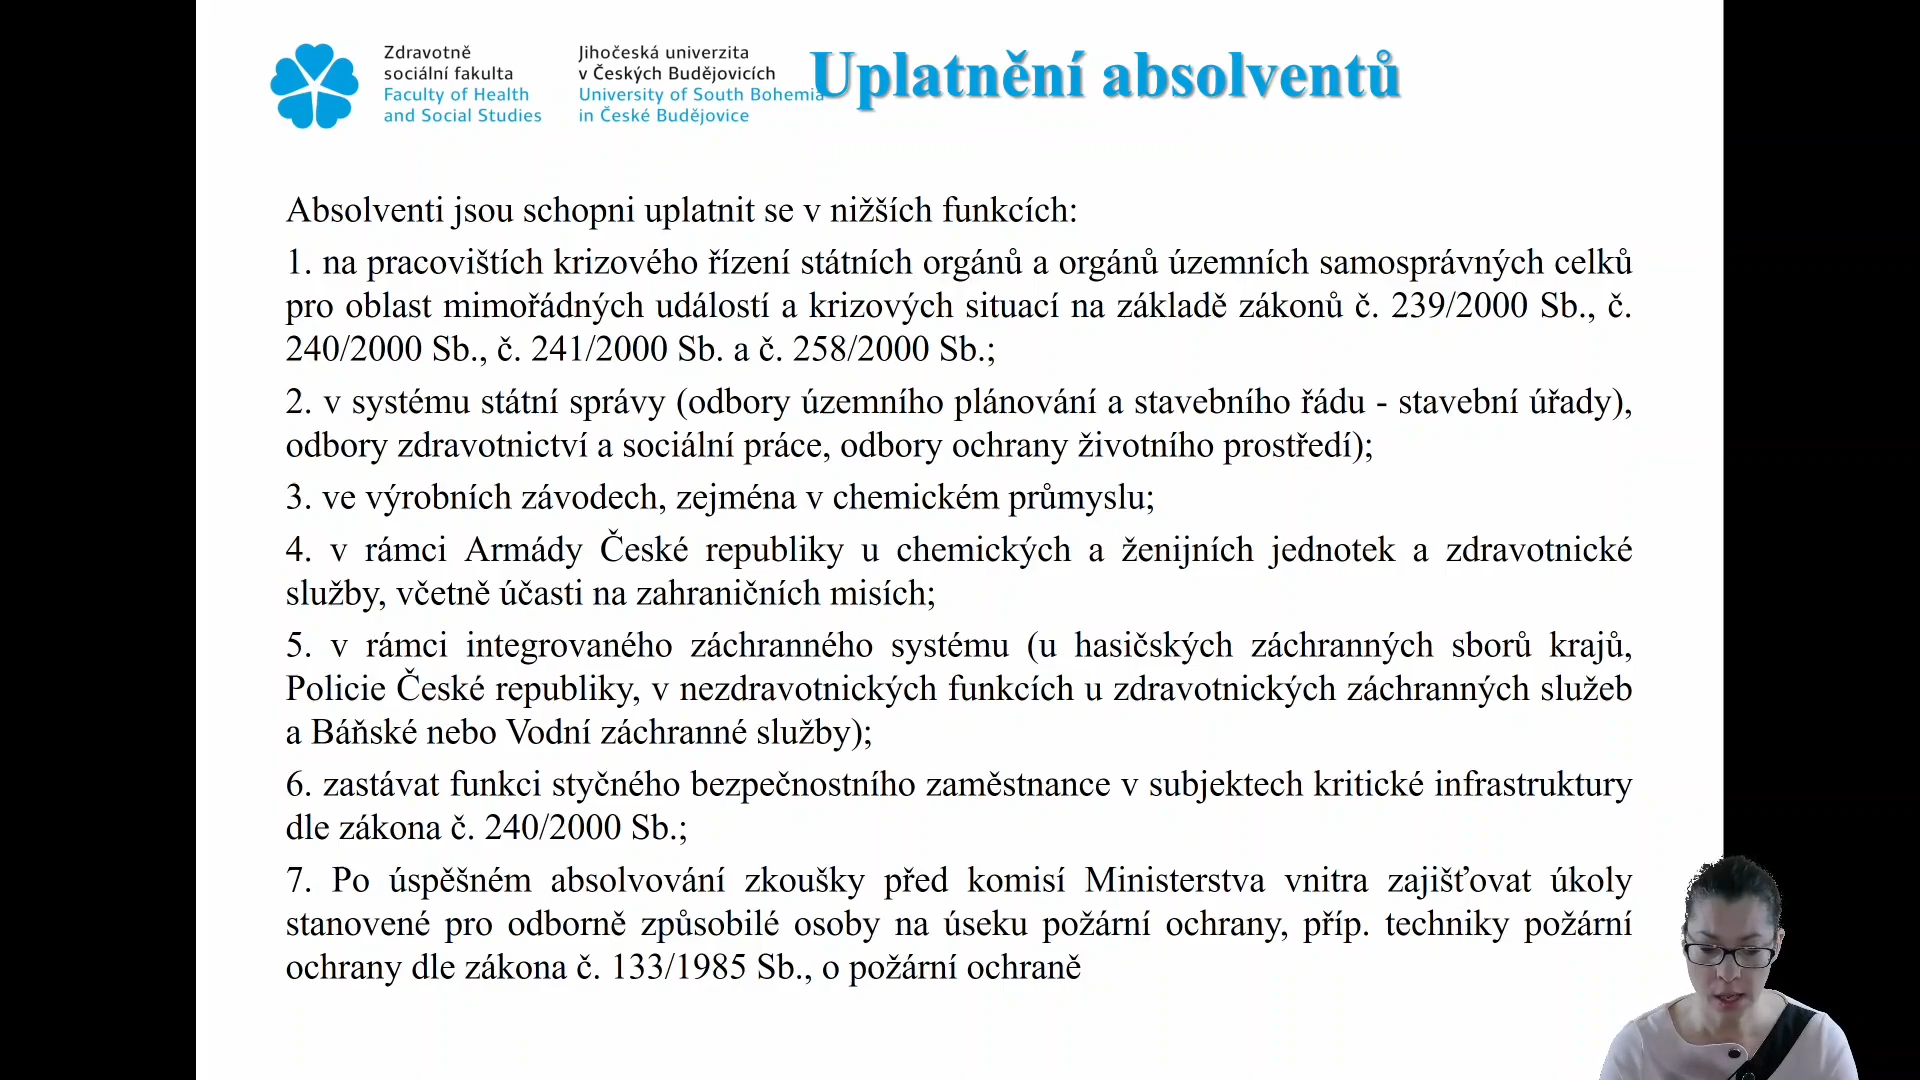 Zdravotně
sociální fakulta
Faculty of Health
and Social Studies
Jihočeská univerzita
v Českých Budějovicích
University of South Bohemia
in České Budějovice
Uplatnění absolventů
Absolventi jsou schopni uplatnit se v nižších funkcích:
1. na pracovištích krizového řízení státních orgánů a orgánů územních samosprávných celků
pro oblast mimořádných událostí a krizových situací na základě zákonů č. 239/2000 Sb., č.
240/2000 Sb., č. 241/2000 Sb. a č. 258/2000 Sb.;
2. v systému státní správy (odbory územního plánování a stavebního řádu - stavební úřady),
odbory zdravotnictví a sociální práce, odbory ochrany životního prostředí);
3. ve výrobních závodech, zejména v chemickém průmyslu;
4. v rámci Armády České republiky u chemických a ženijních jednotek a zdravotnické
služby, včetně účasti na zahraničních misích;
5. v rámci integrovaného záchranného systému (u hasičských záchranných sborů krajů,
Policie České republiky, v nezdravotnických funkcích u zdravotnických záchranných služeb
a Báňské nebo Vodní záchranné služby);
6. zastávat funkci styčného bezpečnostního zaměstnance v subjektech kritické infrastruktury
dle zákona č. 240/2000 Sb.;
7. Po úspěšném absolvování zkoušky před komisí Ministerstva vnitra zajišťovat úkoly
stanovené pro odborně způsobilé osoby na úseku požární ochrany, příp. techniky požární
ochrany dle zákona č. 133/1985 Sb., o požární ochraně